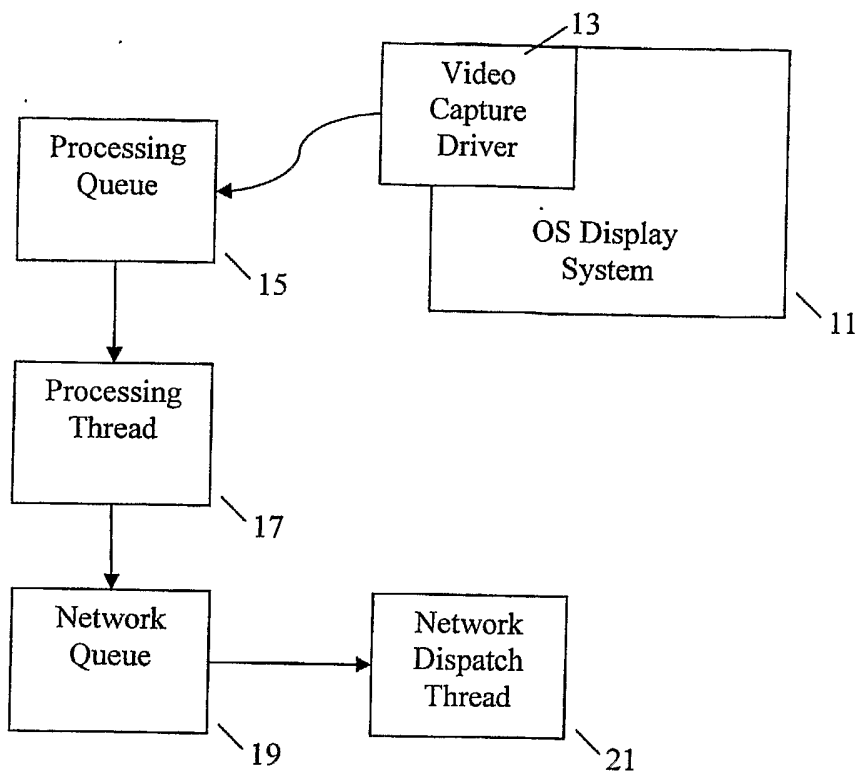 13
Video
Capture
Driver
Processing
Queue
OS Display
System
15
11
Processing
Thread
17
Network
Queue
Network
Dispatch
Thread
19
21